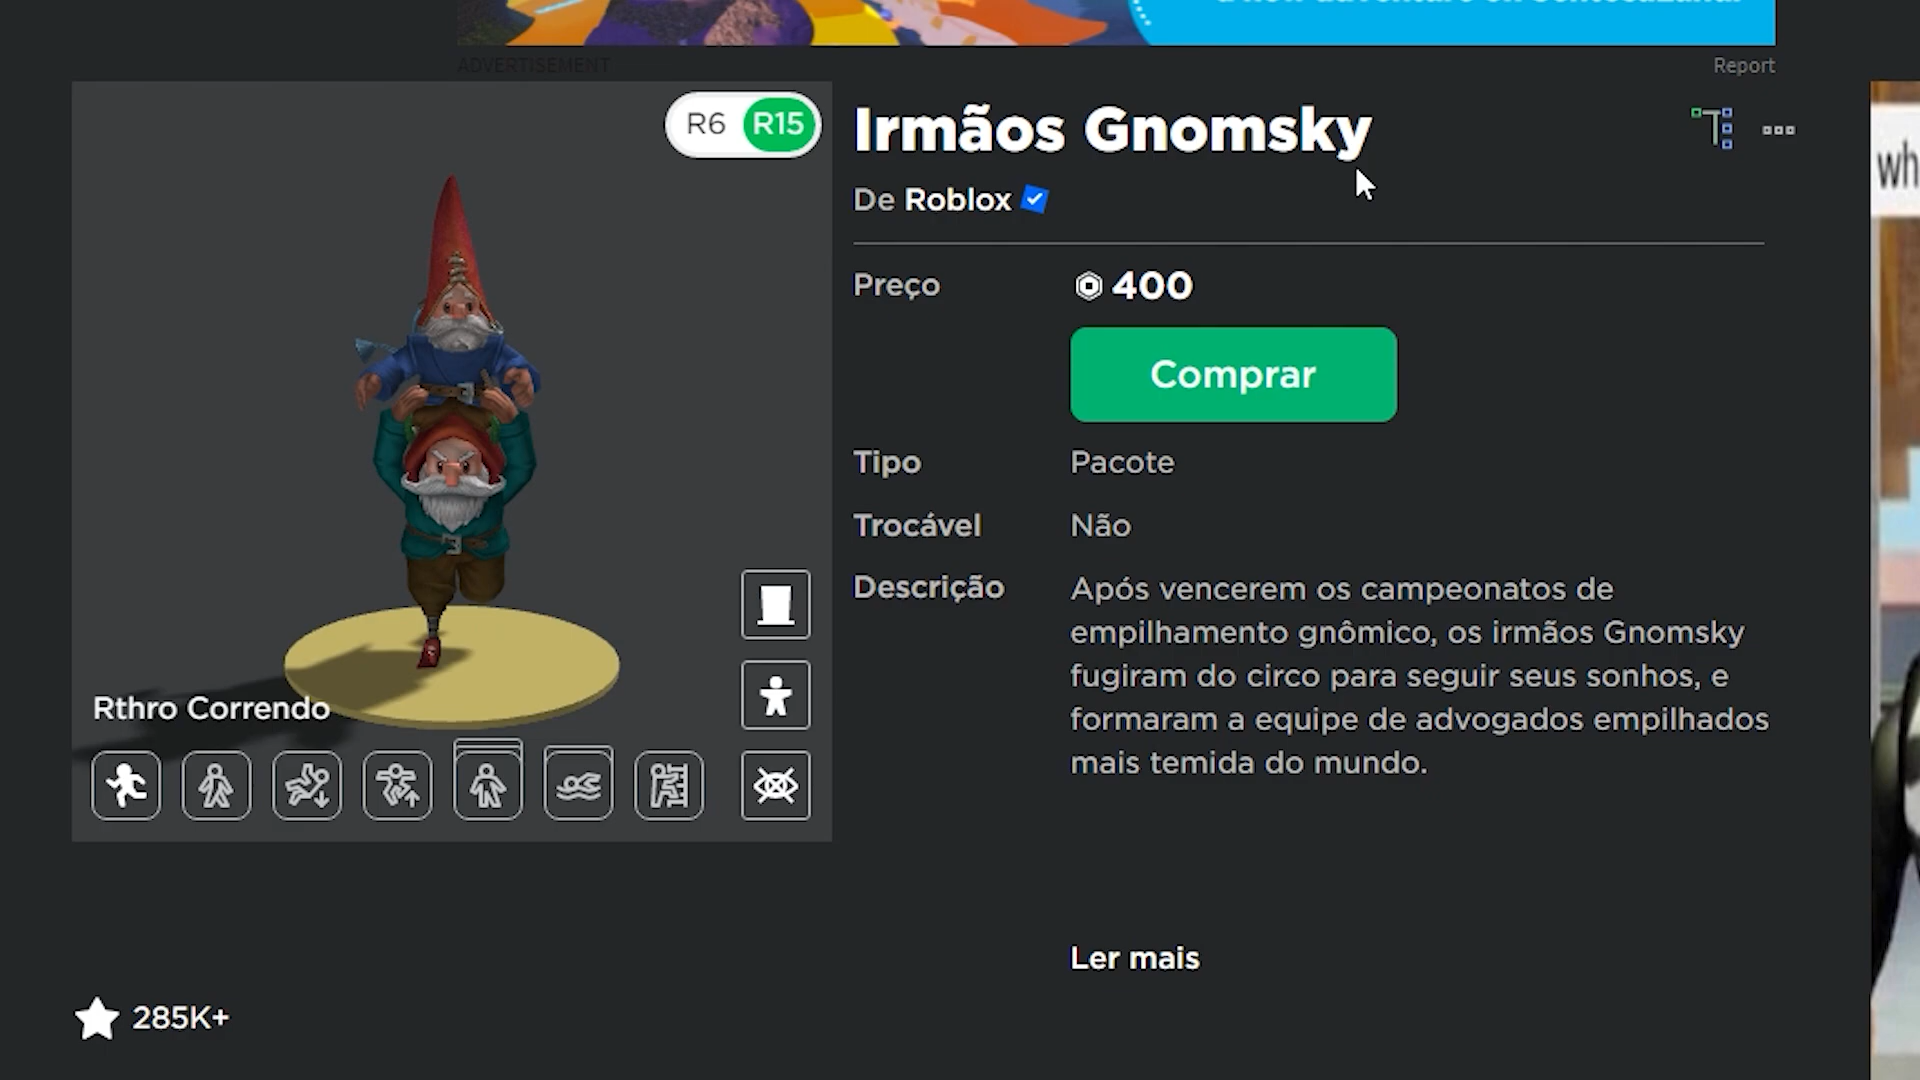 ADVERTISEMENT
Report
R6 R15
Irmãos Gnomsky
De Roblox
Preço
400
Comprar
Tipo
Pacote
Trocável
Não
Descrição
Após vencerem os campeonatos de
empilhamento gnômico, os irmãos Gnomsky
fugiram do circo para seguir seus sonhos, e
formaram a equipe de advogados empilhados
mais temida do mundo.
Ler mais
Rthro Correndo
285K+